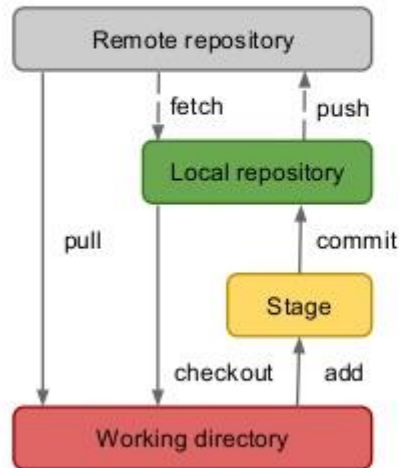 Remote repository
fetch
push
Local repository
pull
commit
Stage
checkout
add
Working directory